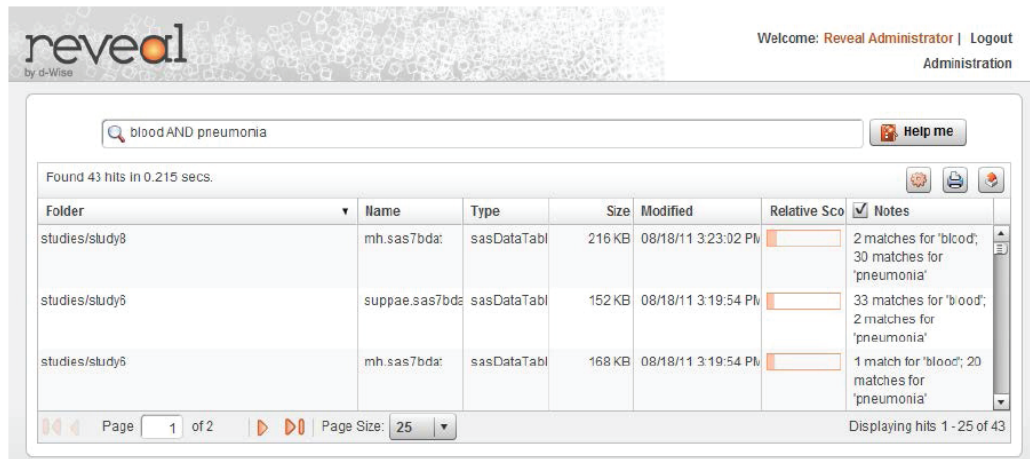 reveal
by d-Wise
Welcome: Reveal Administrator | Logout
Administration
blood AND pneumonia
Help me
Found 43 hits in 0.215 secs.
Folder Name Type Size Modified Relative Sco Notes
studies/study8 mh.sas7bdat sasDataTabl 216 KB 08/18/11 3:23:02 PM 2 matches for 'blood';
30 matches for
'pneumonia'
studies/study6 suppae.sas7bda sasDataTabl 152 KB 08/18/11 3:19:54 PM 33 matches for 'blood';
2 matches for
'pneumonia'
studies/study6 mh.sas7bdat sasDataTabl 168 KB 08/18/11 3:19:54 PM 1 match for 'blood'; 20
matches for
'pneumonia'
Page 1 of 2 Page Size: 25 Displaying hits 1 - 25 of 43